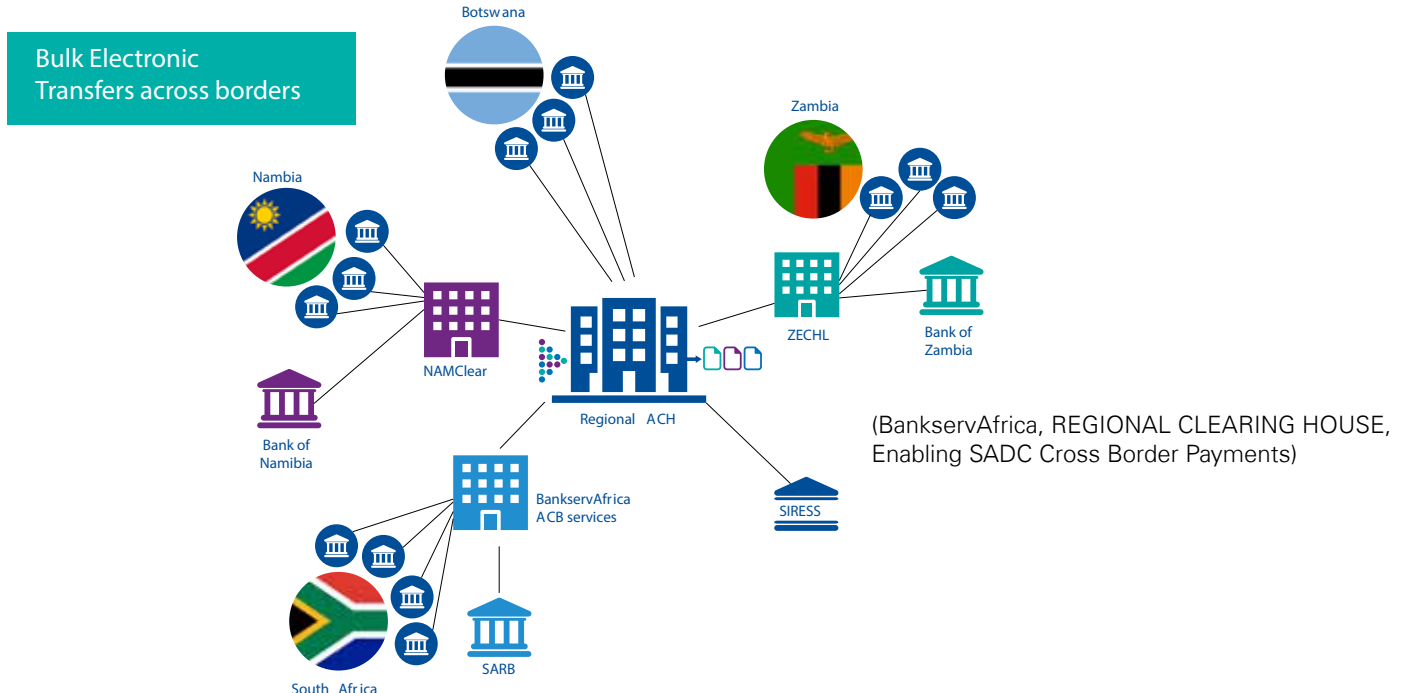 Bulk Electronic
Transfers across borders
Botswana
Zambia
Nambia
ZECHL
Bank of
Zambia
NAMClear
Regional ACH
(BankservAfrica, REGIONAL CLEARING HOUSE,
Enabling SADC Cross Border Payments)
Bank of
Namibia
BankservAfrica
ACB services
SIRESS
SARB
South Africa